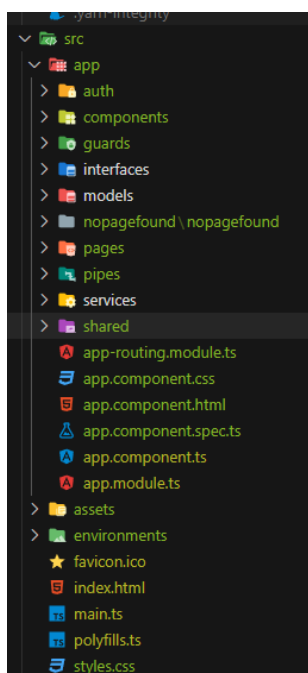 .yarn-integrity
src
app
auth
components
guards
interfaces
models
nopagefound\nopagefound
pages
pipes
services
shared
app-routing.module.ts
app.component.css
app.component.html
app.component.spec.ts
app.component.ts
app.module.ts
assets
environments
favicon.ico
index.html
main.ts
polyfills.ts
styles.css